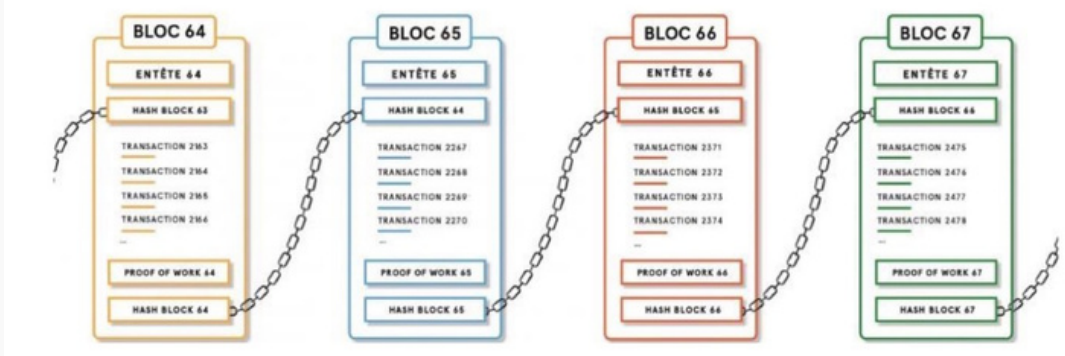 BLOC 64
ENTÊTE 64
HASH BLOCK 63
TRANSACTION 2163
TRANSACTION 2164
TRANSACTION 2165
TRANSACTION 2166
...
PROOF OF WORK 64
HASH BLOCK 64
BLOC 65
ENTÊTE 65
HASH BLOCK 64
TRANSACTION 2267
TRANSACTION 2268
TRANSACTION 2269
TRANSACTION 2270
...
PROOF OF WORK 65
HASH BLOCK 65
BLOC 66
ENTÊTE 66
HASH BLOCK 65
TRANSACTION 2371
TRANSACTION 2372
TRANSACTION 2373
TRANSACTION 2374
...
PROOF OF WORK 66
HASH BLOCK 66
BLOC 67
ENTÊTE 67
HASH BLOCK 66
TRANSACTION 2475
TRANSACTION 2476
TRANSACTION 2477
TRANSACTION 2478
...
PROOF OF WORK 67
HASH BLOCK 67